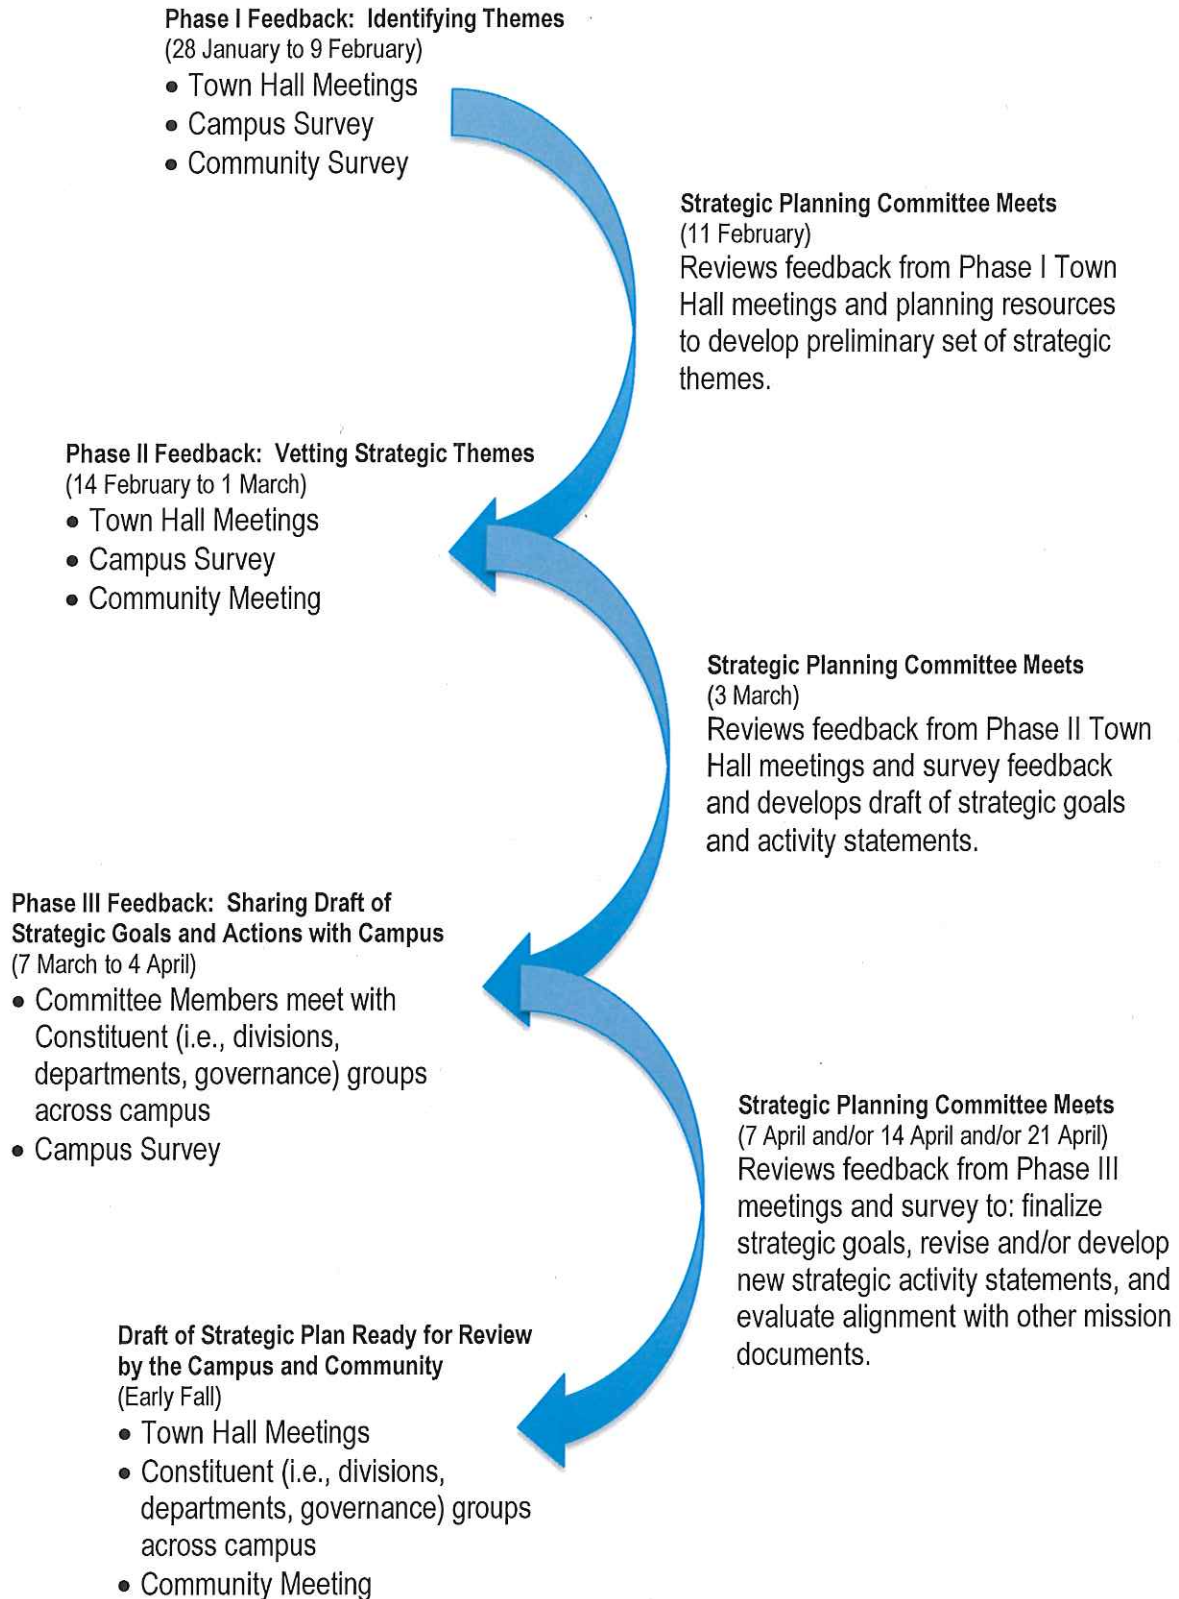 Phase I Feedback: Identifying Themes
(28 January to 9 February)
• Town Hall Meetings
• Campus Survey
• Community Survey
Strategic Planning Committee Meets
(11 February)
Reviews feedback from Phase I Town
Hall meetings and planning resources
to develop preliminary set of strategic
themes.
Phase II Feedback: Vetting Strategic Themes
(14 February to 1 March)
• Town Hall Meetings
• Campus Survey
• Community Meeting
Strategic Planning Committee Meets
(3 March)
Reviews feedback from Phase II Town
Hall meetings and survey feedback
and develops draft of strategic goals
and activity statements.
Phase III Feedback: Sharing Draft of
Strategic Goals and Actions with Campus
(7 March to 4 April)
• Committee Members meet with
Constituent (i.e., divisions,
departments, governance) groups
across campus
• Campus Survey
Strategic Planning Committee Meets
(7 April and/or 14 April and/or 21 April)
Reviews feedback from Phase III
meetings and survey to: finalize
strategic goals, revise and/or develop
new strategic activity statements, and
evaluate alignment with other mission
documents.
Draft of Strategic Plan Ready for Review
by the Campus and Community
(Early Fall)
• Town Hall Meetings
• Constituent (i.e., divisions,
departments, governance) groups
across campus
• Community Meeting